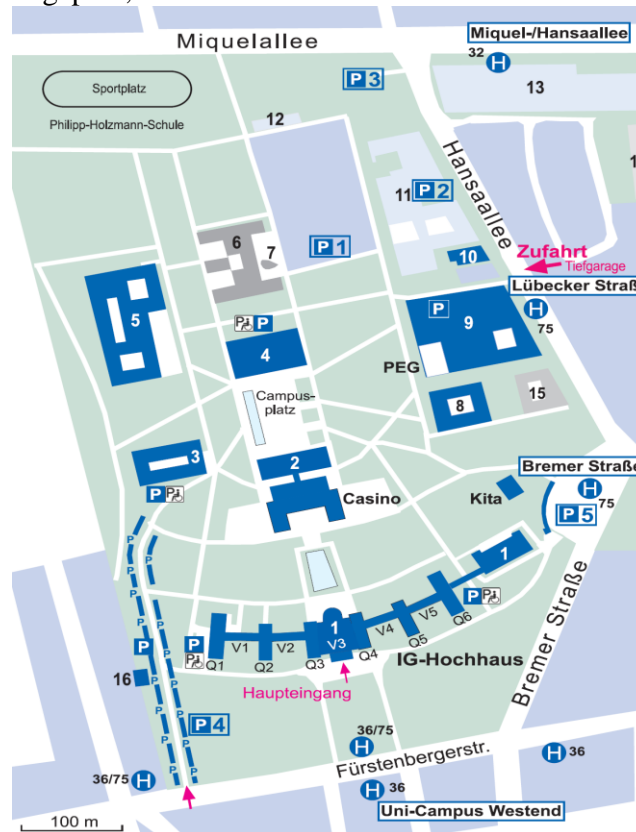 Miquelallee
Miquel-/Hansaallee
32
H
13
Sportplatz
Philipp-Holzmann-Schule
P 3
12
Hansaallee
11
P 2
6
7
P 1
10
Zufahrt
Tiefgarage
Lübecker Straß
H
75
5
P
4
P
9
PEG
Campus-
platz
8
15
3
2
P
Casino
Kita
Bremer Straße
H
75
P 5
1
Bremer Straße
P
P
P
P
P
P
P
P
P
P
P
P
P
16
P 4
P
Q1
V1
Q2
V2
Q3
1
V3
Q4
V4
Q5
V5
Q6
P
IG-Hochhaus
Haupteingang
36/75
H
36/75
H
Fürstenbergerstr.
H
36
H
36
Uni-Campus Westend
100 m